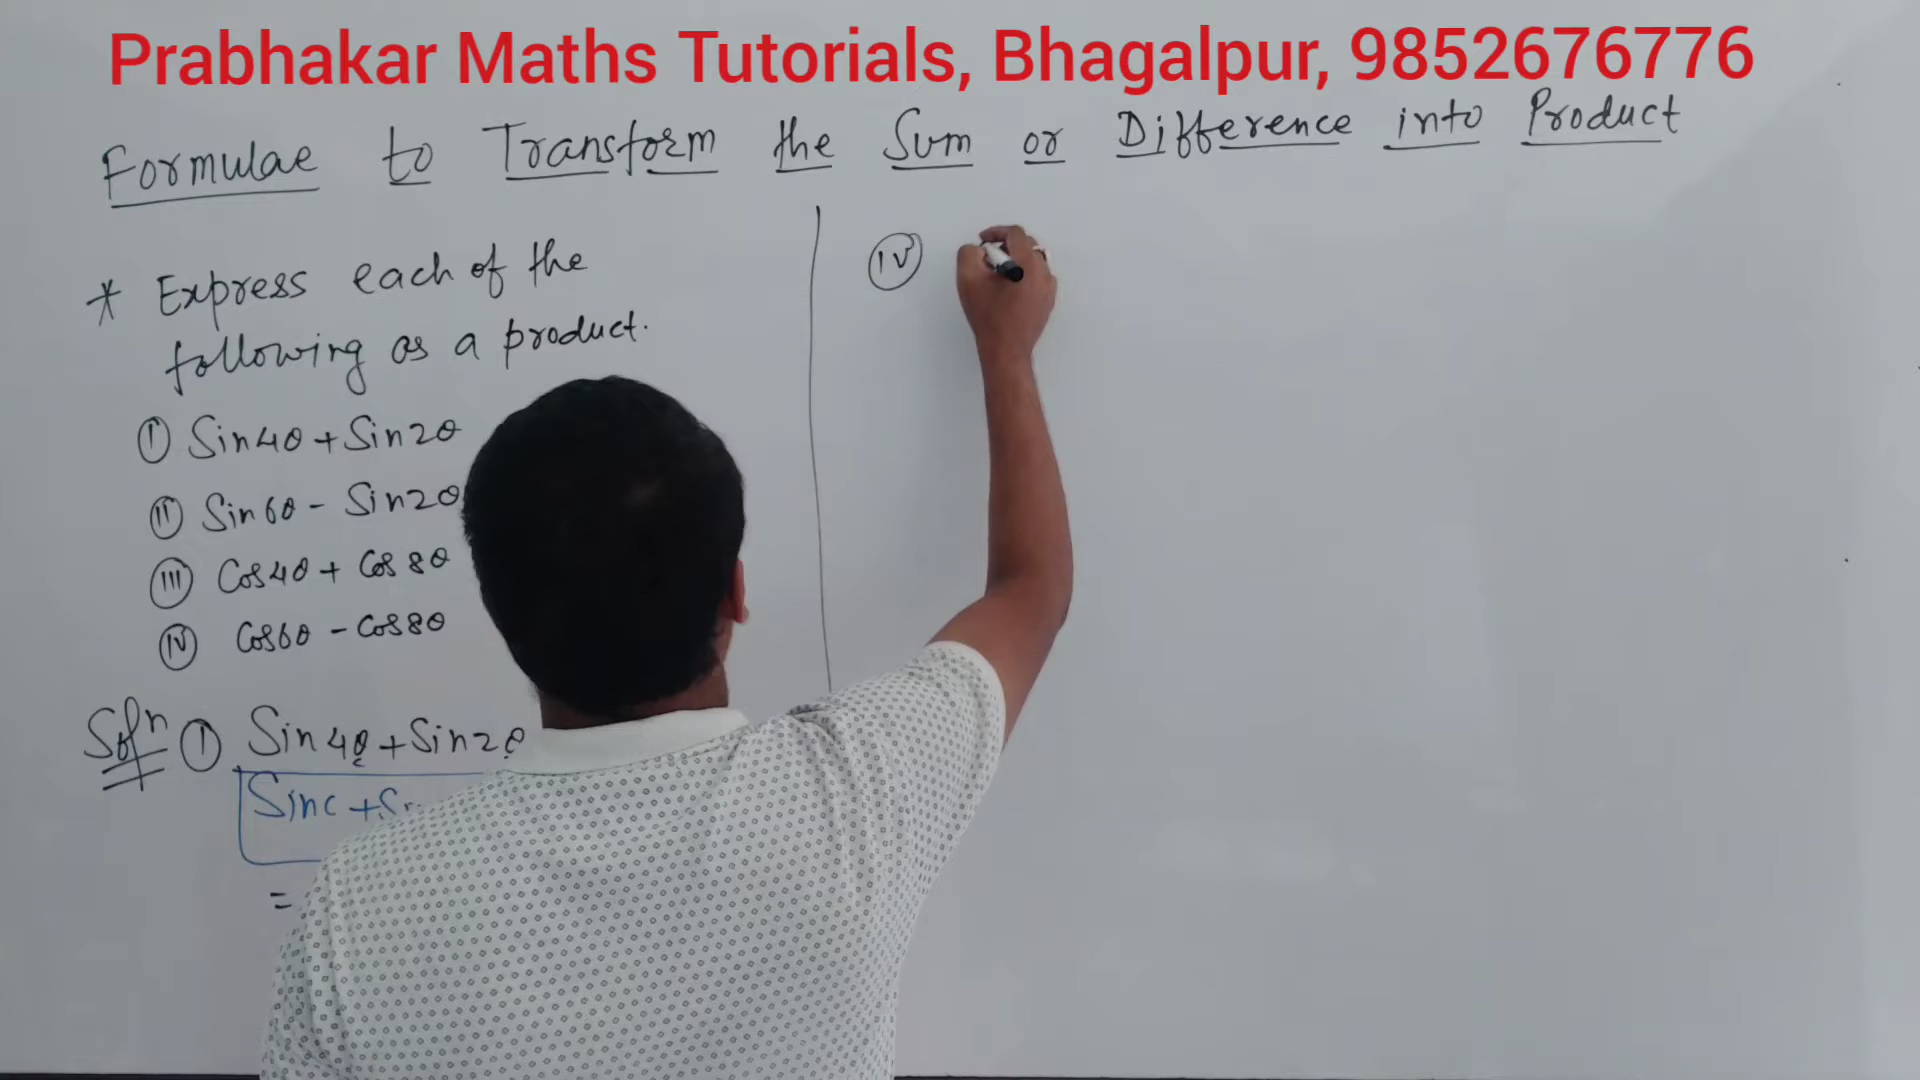 Prabhakar Maths Tutorials, Bhagalpur, 9852676776
Formulae to Transform the Sum or Difference into Product
* Express each of the
following as a product.
(I) Sin4θ + Sin2θ
(II) Sin6θ - Sin2θ
(III) Cos4θ + Cos8θ
(IV) Cos6θ - Cos8θ
Solⁿ (I) Sin4θ + Sin2θ
SinC +
=
(IV)